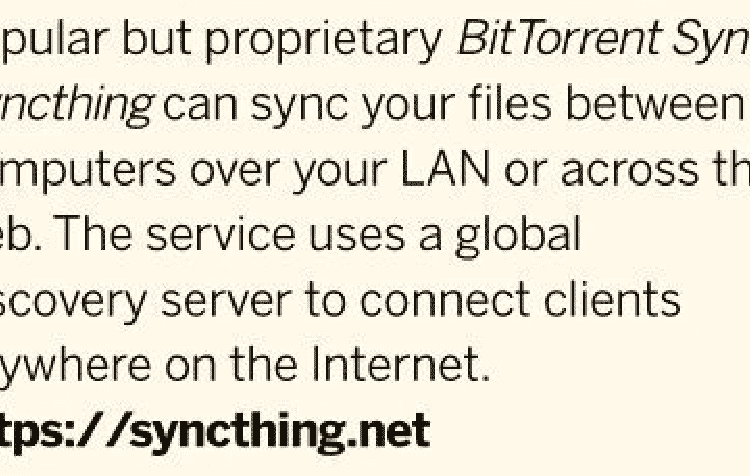 pular but proprietary BitTorrent Syn
ncthing can sync your files between
mputers over your LAN or across th
eb. The service uses a global
scovery server to connect clients
ywhere on the Internet.
tps://syncthing.net